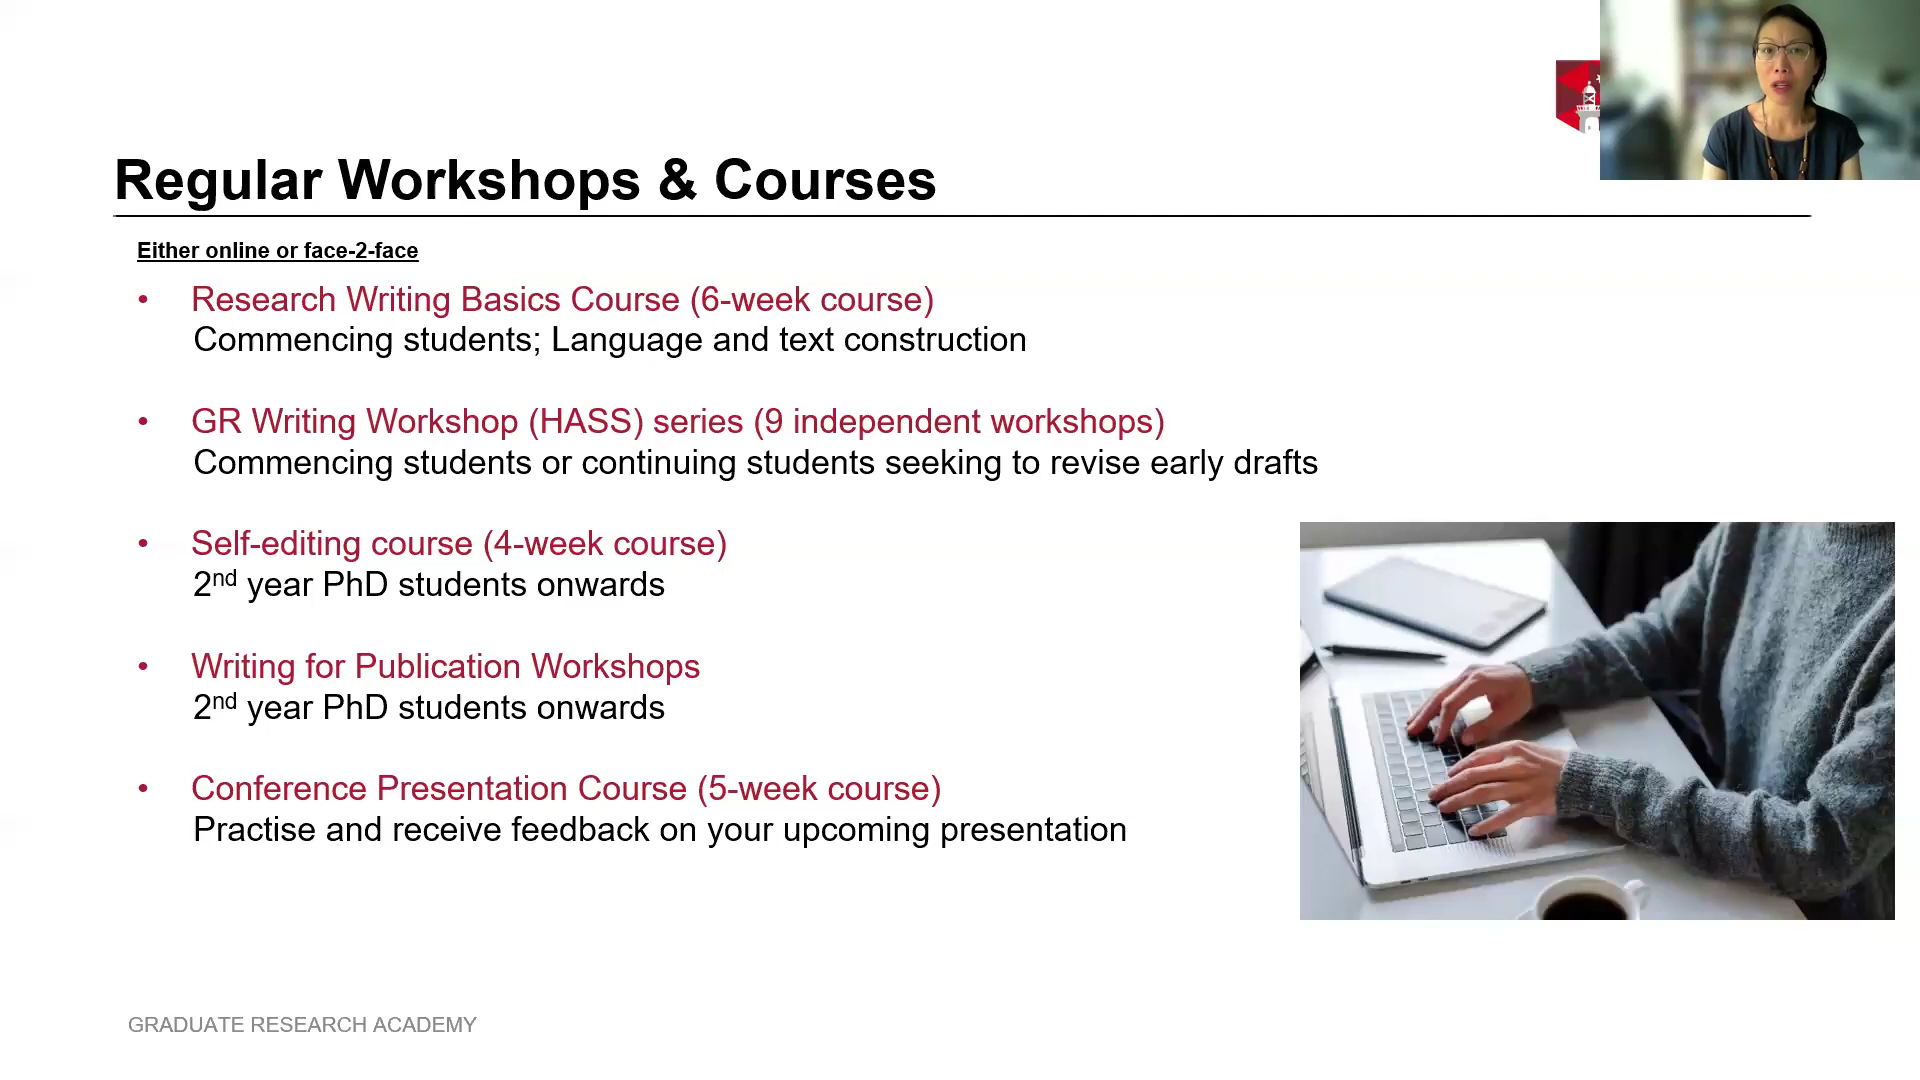 Regular Workshops & Courses
Either online or face-2-face
• Research Writing Basics Course (6-week course)
Commencing students; Language and text construction
• GR Writing Workshop (HASS) series (9 independent workshops)
Commencing students or continuing students seeking to revise early drafts
• Self-editing course (4-week course)
2nd year PhD students onwards
• Writing for Publication Workshops
2nd year PhD students onwards
• Conference Presentation Course (5-week course)
Practise and receive feedback on your upcoming presentation
GRADUATE RESEARCH ACADEMY